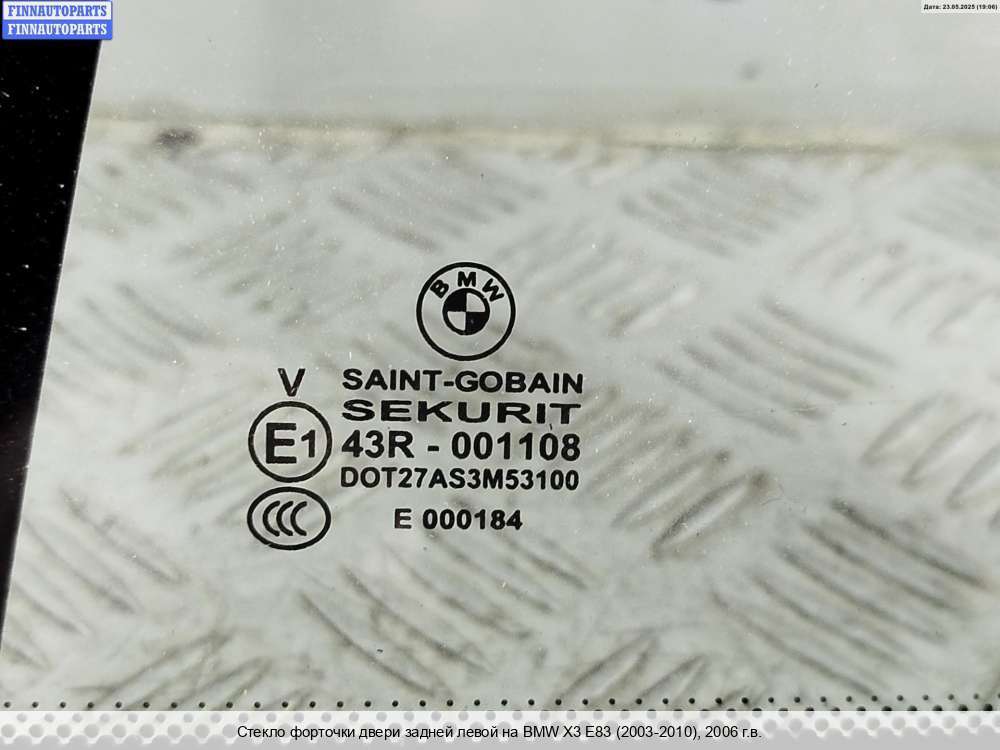 FINNAUTOPARTS
FINNAUTOPARTS
Дата: 23.05.2025 (19:06)
BMW
V SAINT-GOBAIN
SEKURIT
E1 43R - 001108
DOT27AS3M53100
CCC E 000184
Стекло форточки двери задней левой на BMW X3 E83 (2003-2010), 2006 г.в.